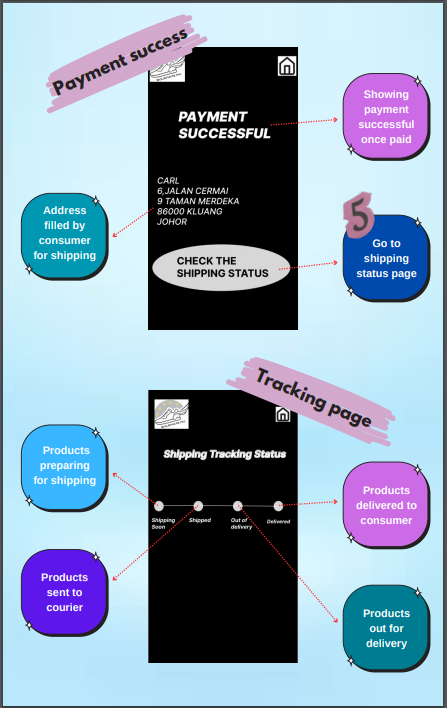 Payment success
Showing
payment
successful
once paid
PAYMENT
SUCCESSFUL
CARL
6,JALAN CERMAI
9 TAMAN MERDEKA
86000 KLUANG
JOHOR
Address
filled by
consumer
for shipping
5
Go to
shipping
status page
CHECK THE
SHIPPING STATUS
Tracking page
Shipping Tracking Status
Products
preparing
for shipping
Products
delivered to
consumer
Shipping
Soon
Shipped
Out of
delivery
Delivered
Products
sent to
courier
Products
out for
delivery